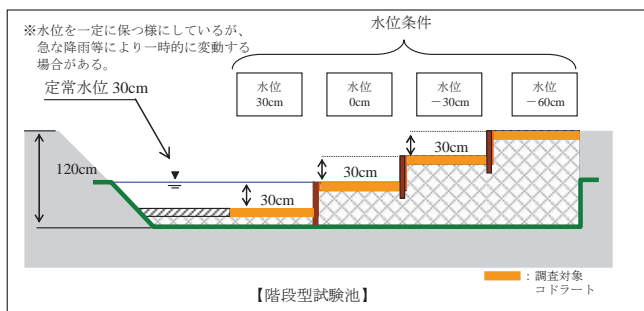 ※水位を一定に保つ様にしているが、
急な降雨等により一時的に変動する
場合がある。
水位条件
定常水位 30cm
水位
30cm
水位
0cm
水位
－30cm
水位
－60cm
120cm
30cm
30cm
30cm
【階段型試験池】
：調査対象
コドラート